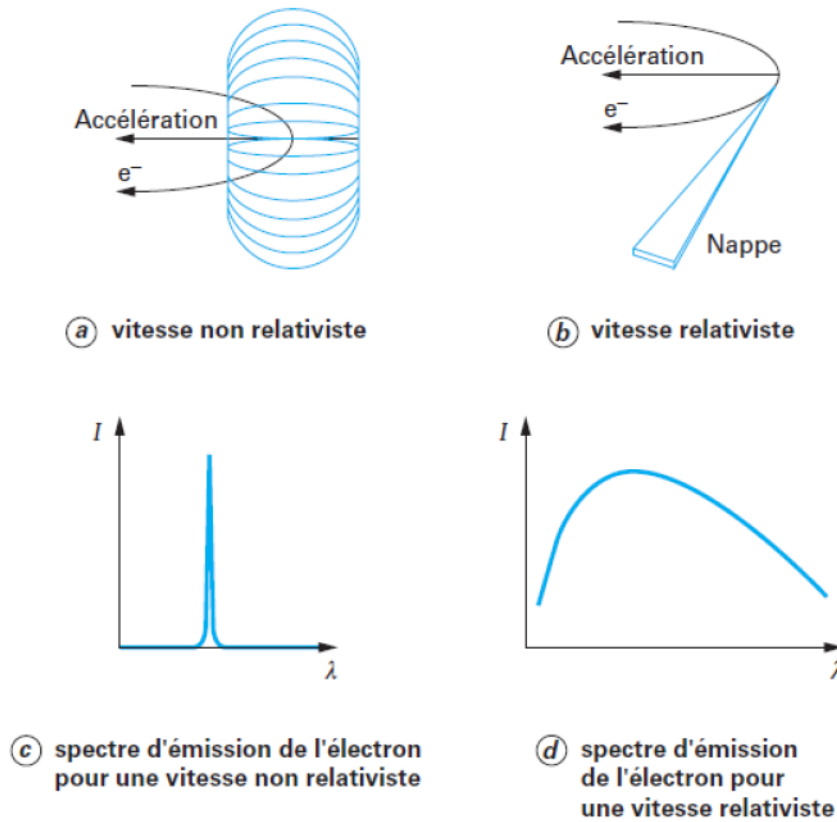 Accélération
e⁻
ⓐ vitesse non relativiste
Accélération
e⁻
Nappe
ⓑ vitesse relativiste
I
λ
ⓒ spectre d'émission de l'électron
pour une vitesse non relativiste
I
λ
ⓓ spectre d'émission
de l'électron pour
une vitesse relativiste